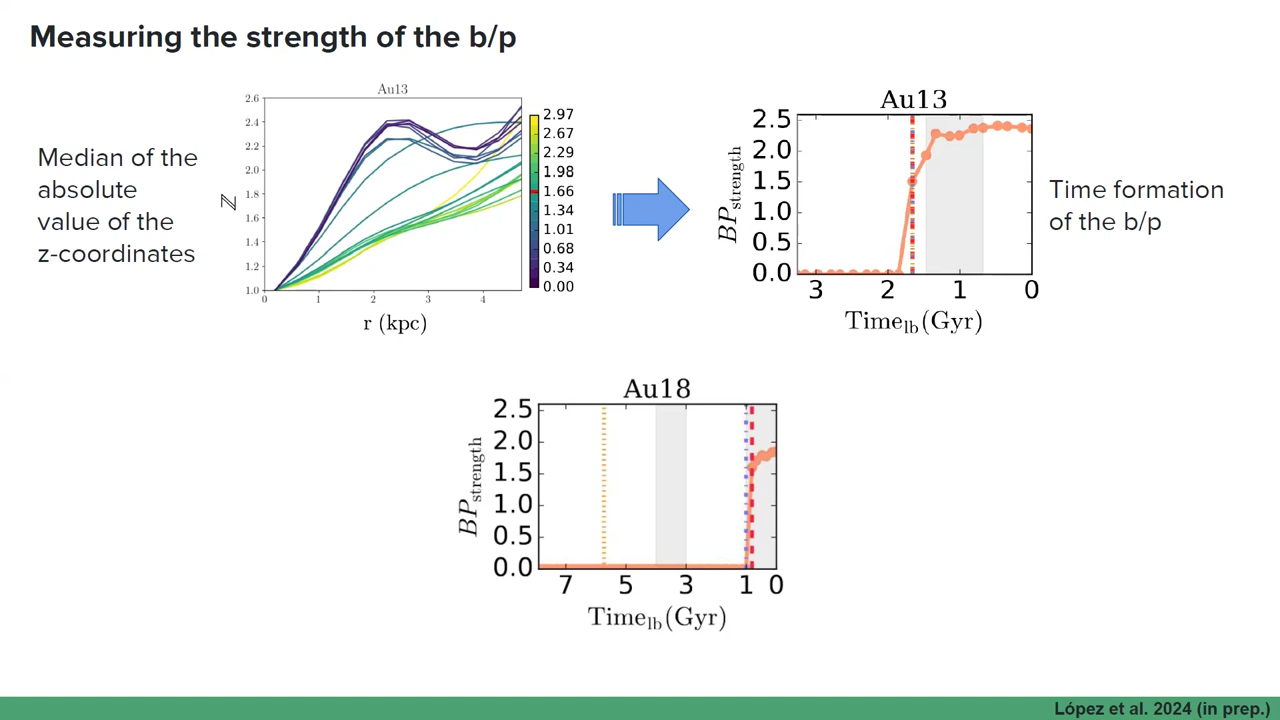 Measuring the strength of the b/p
Median of the
absolute
value of the
z-coordinates
Au13
2.6
2.4
2.2
2.0
1.8
1.6
1.4
1.2
1.0
ℤ
0 1 2 3 4
r (kpc)
2.97
2.67
2.29
1.98
1.66
1.34
1.01
0.68
0.34
0.00
Au13
2.5
2.0
1.5
1.0
0.5
0.0
BPstrength
3 2 1 0
Timelb(Gyr)
Time formation
of the b/p
Au18
2.5
2.0
1.5
1.0
0.5
0.0
BPstrength
7 5 3 1 0
Timelb(Gyr)
López et al. 2024 (in prep.)